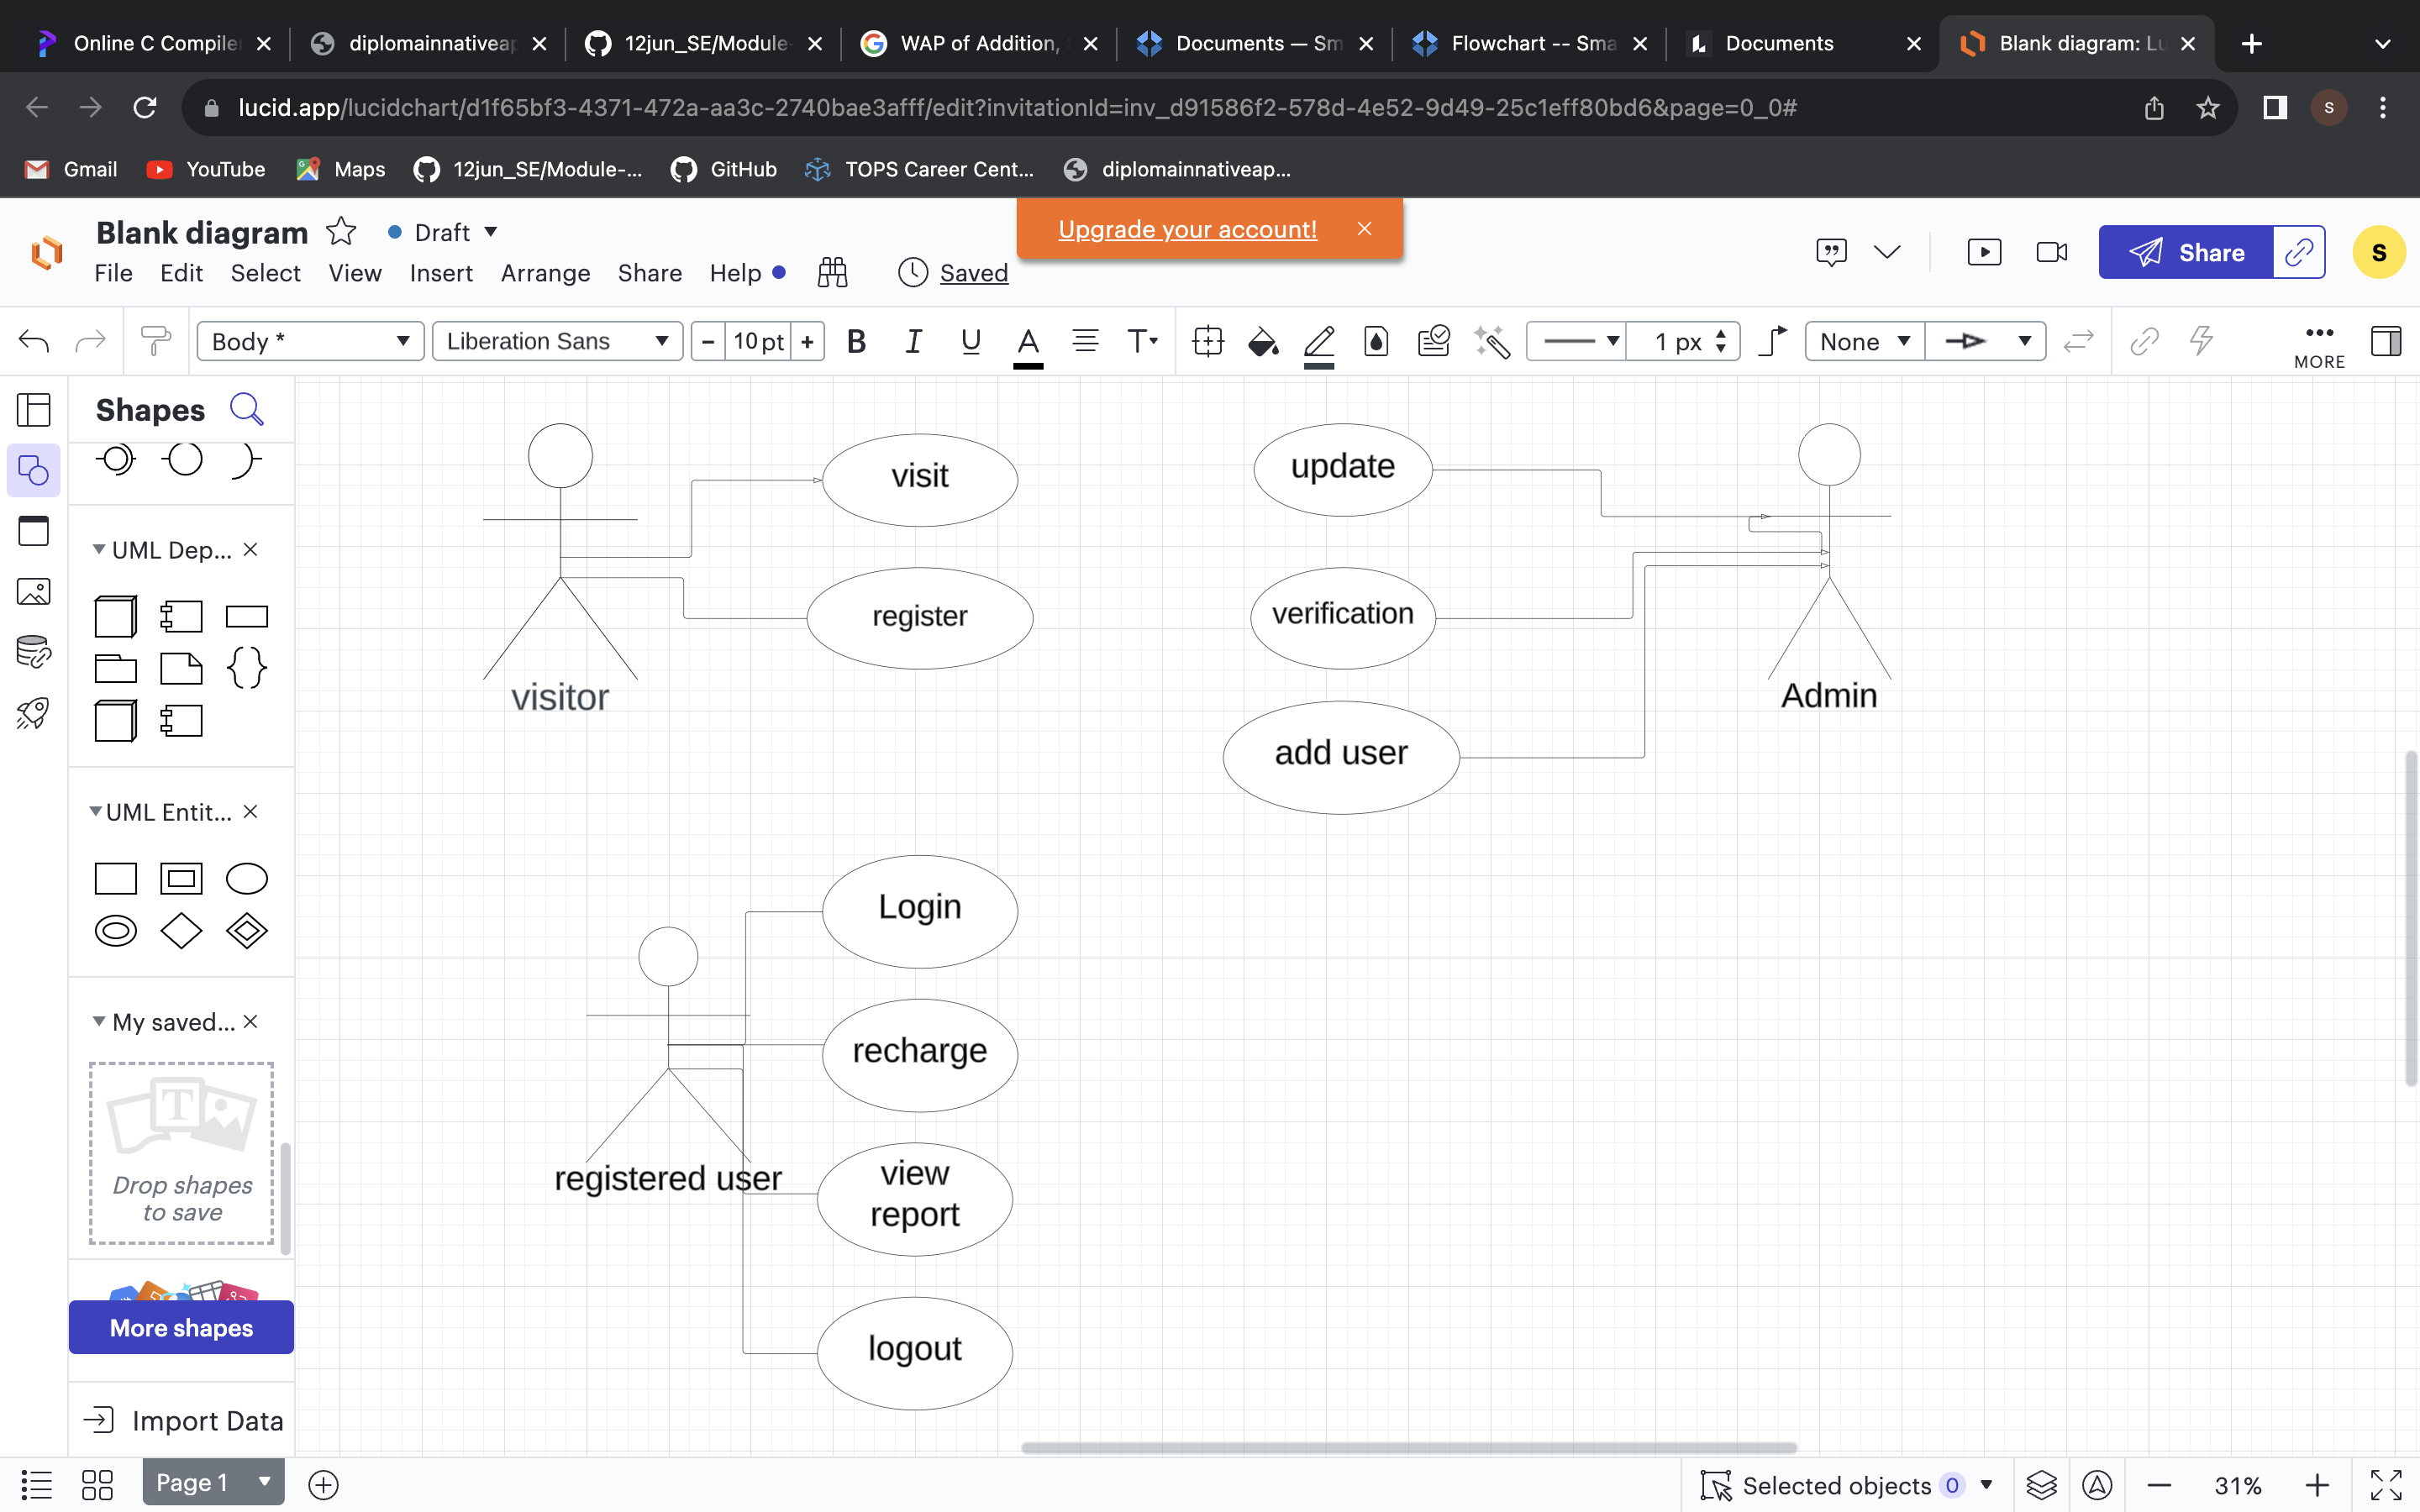 Online C Compiler
diplomainnativeap
12jun_SE/Module-
WAP of Addition,
Documents — Sm
Flowchart -- Sma
Documents
Blank diagram: Lu
lucid.app/lucidchart/d1f65bf3-4371-472a-aa3c-2740bae3afff/edit?invitationId=inv_d91586f2-578d-4e52-9d49-25c1eff80bd6&page=0_0#
S
Gmail
YouTube
Maps
12jun_SE/Module-...
GitHub
TOPS Career Cent...
diplomainnativeap...
Blank diagram
Draft
Upgrade your account!
File Edit Select View Insert Arrange Share Help
Saved
Share
S
Body *
Liberation Sans
10 pt
B I U A T
1 px
None
MORE
Shapes
UML Dep...
UML Entit...
My saved...
T
Drop shapes
to save
More shapes
Import Data
visit
register
visitor
update
verification
add user
Admin
Login
recharge
registered user
view
report
logout
Page 1
Selected objects 0
31%